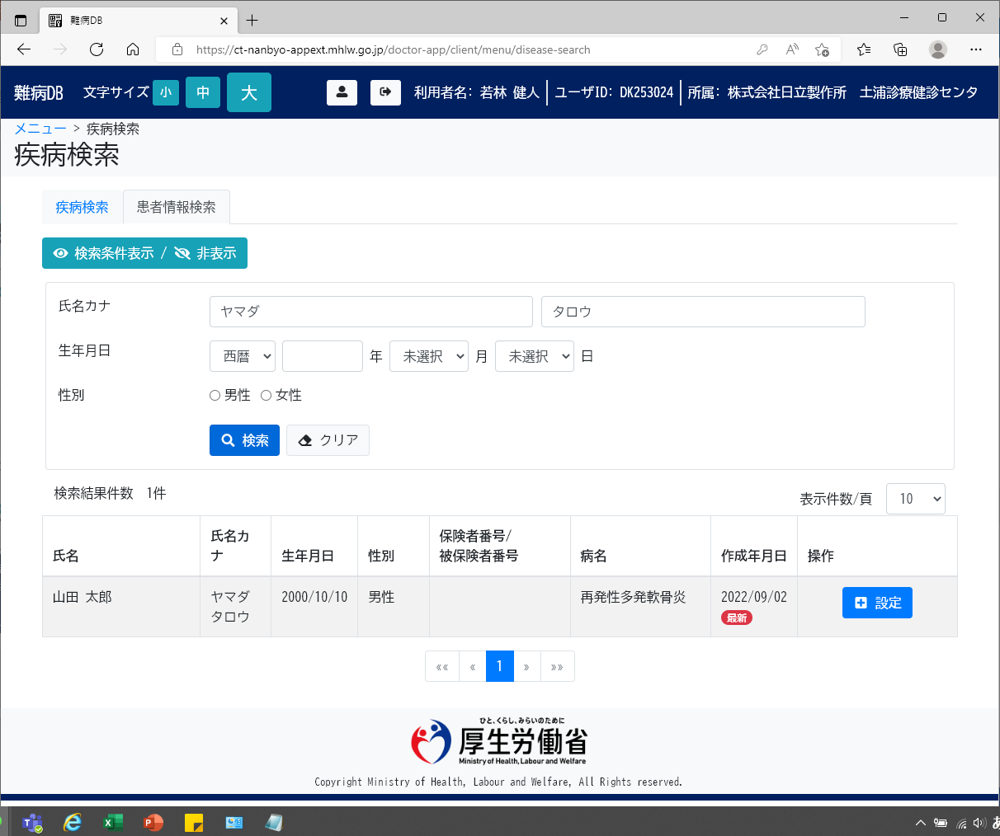 難病DB
https://ct-nanbyo-appext.mhlw.go.jp/doctor-app/client/menu/disease-search
難病DB 文字サイズ 小 中 大 利用者名: 若林 健人 ユーザID: DK253024 所属: 株式会社日立製作所 土浦診療健診センタ
メニュー > 疾病検索
疾病検索
疾病検索 患者情報検索
検索条件表示 / 非表示
氏名カナ ヤマダ タロウ
生年月日 西暦 年 未選択 月 未選択 日
性別 男性 女性
検索 クリア
検索結果件数 1件
表示件数/頁 10
氏名 氏名カナ 生年月日 性別 保険者番号/被保険者番号 病名 作成年月日 操作
山田 太郎 ヤマダ タロウ 2000/10/10 男性 再発性多発軟骨炎 2022/09/02 最新 設定
«« « 1 » »»
ひと、くらし、みらいのために
厚生労働省
Ministry of Health, Labour and Welfare
Copyright Ministry of Health, Labour and Welfare, All Rights reserved.